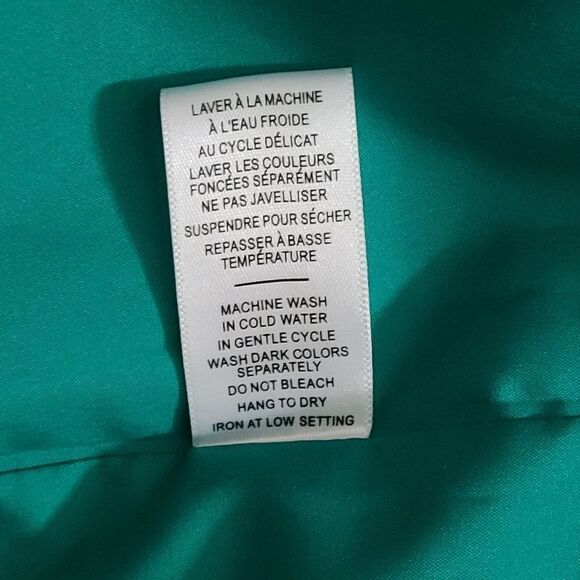 LAVER À LA MACHINE
À L'EAU FROIDE
AU CYCLE DÉLICAT
LAVER LES COULEURS
FONCÉES SÉPARÉMENT
NE PAS JAVELLISER
SUSPENDRE POUR SÉCHER
REPASSER À BASSE
TEMPÉRATURE
MACHINE WASH
IN COLD WATER
IN GENTLE CYCLE
WASH DARK COLORS
SEPARATELY
DO NOT BLEACH
HANG TO DRY
IRON AT LOW SETTING